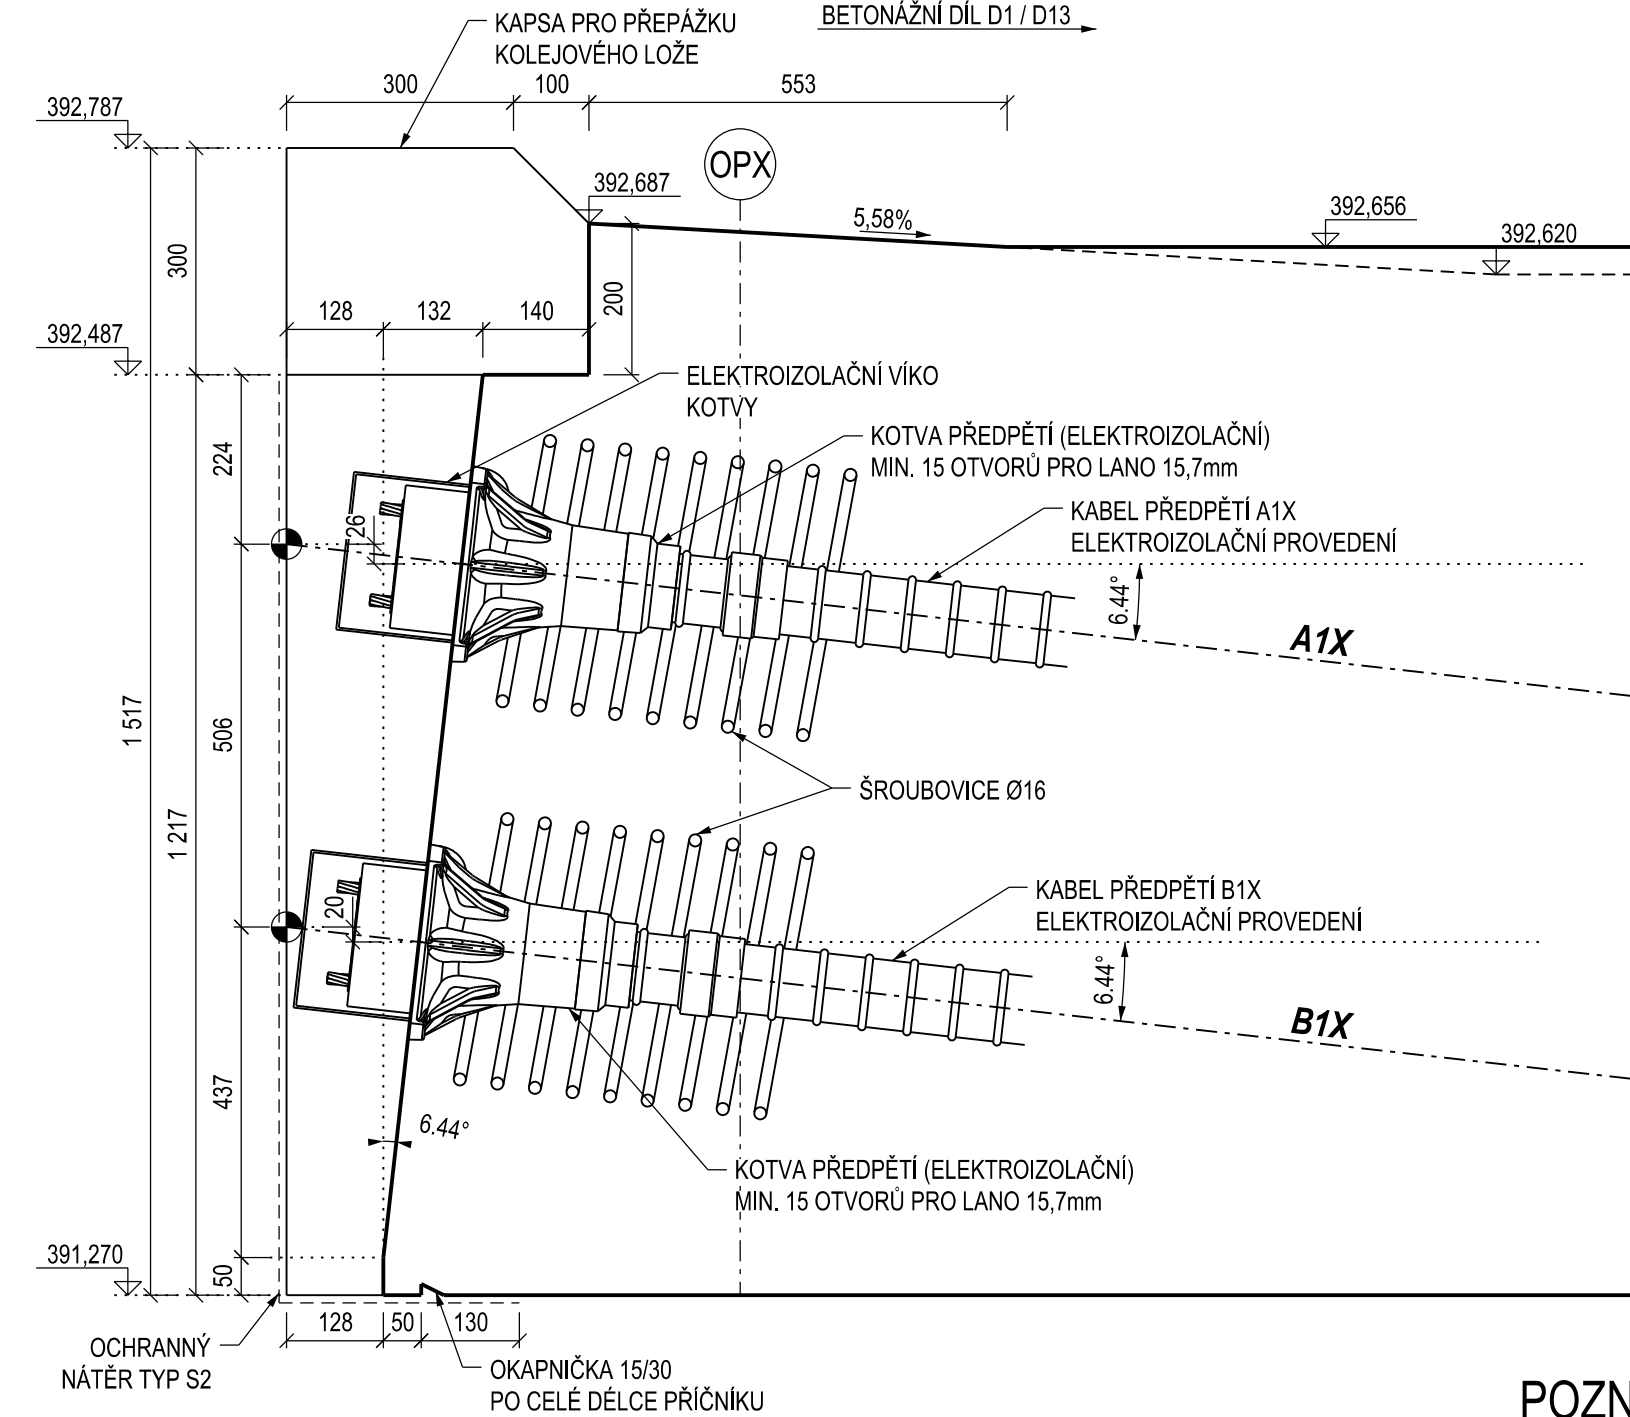 BETONÁŽNÍ DÍL D1 / D13
KAPSA PRO PŘEPÁŽKU
KOLEJOVÉHO LOŽE
300
100
553
392,787
OPX
392,687
5,58%
392,656
392,620
300
200
128
132
140
392,487
ELEKTROIZOLAČNÍ VÍKO
KOTVY
KOTVA PŘEDPĚTÍ (ELEKTROIZOLAČNÍ)
MIN. 15 OTVORŮ PRO LANO 15,7mm
224
26
KABEL PŘEDPĚTÍ A1X
ELEKTROIZOLAČNÍ PROVEDENÍ
6.44°
A1X
1 517
506
ŠROUBOVICE Ø16
1 217
20
KABEL PŘEDPĚTÍ B1X
ELEKTROIZOLAČNÍ PROVEDENÍ
6.44°
B1X
437
6.44°
KOTVA PŘEDPĚTÍ (ELEKTROIZOLAČNÍ)
MIN. 15 OTVORŮ PRO LANO 15,7mm
391,270
50
128
50
130
OCHRANNÝ
NÁTĚR TYP S2
OKAPNIČKA 15/30
PO CELÉ DÉLCE PŘÍČNÍKU
POZN